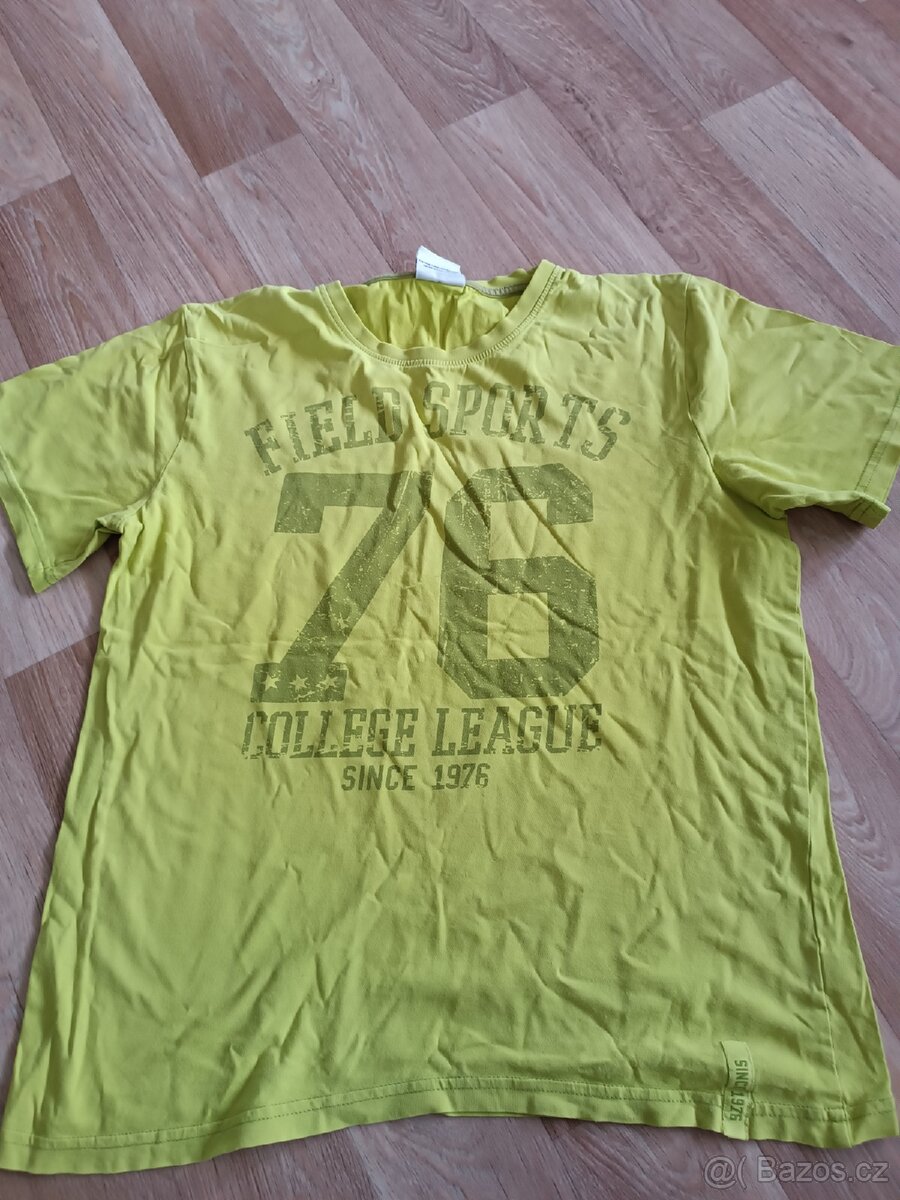 FIELD SPORTS
76
COLLEGE LEAGUE
SINCE 1976
SINCE 1976
@( Bazos.cz